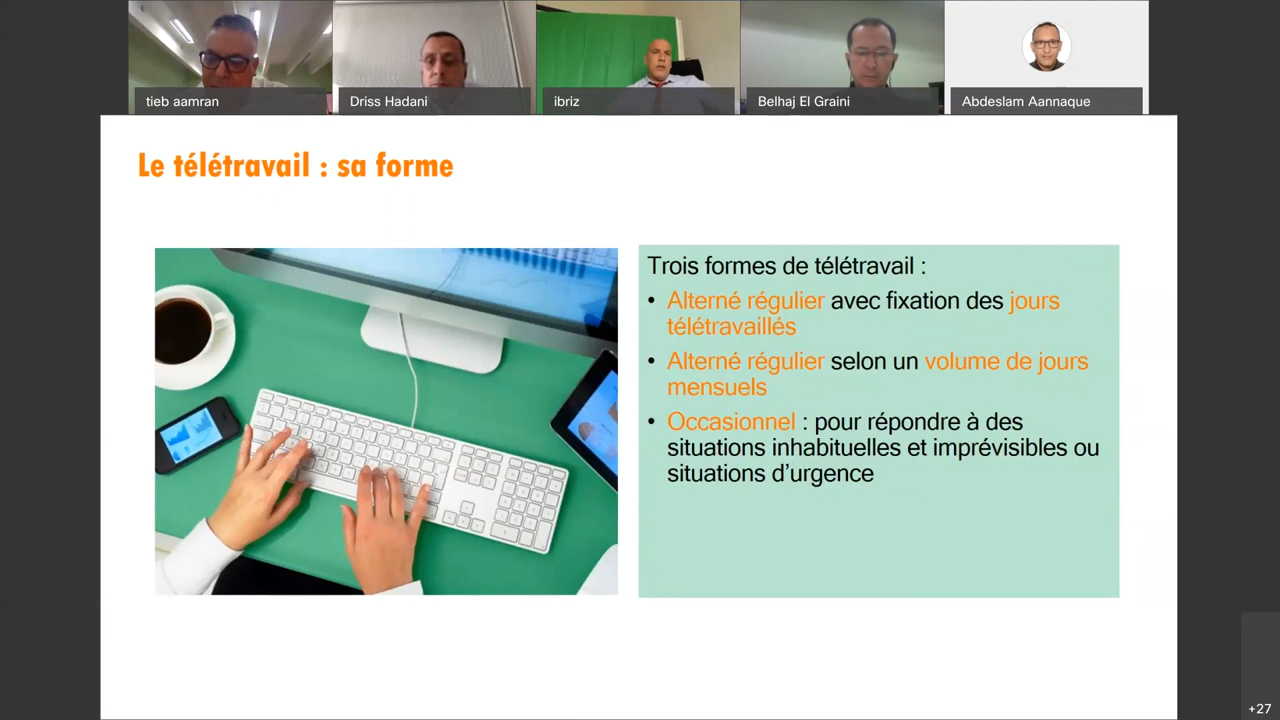 tieb aamran
Driss Hadani
ibriz
Belhaj El Graini
Abdeslam Aannaque
Le télétravail : sa forme
Trois formes de télétravail :
• Alterné régulier avec fixation des jours
télétravaillés
• Alterné régulier selon un volume de jours
mensuels
• Occasionnel : pour répondre à des
situations inhabituelles et imprévisibles ou
situations d’urgence
+27